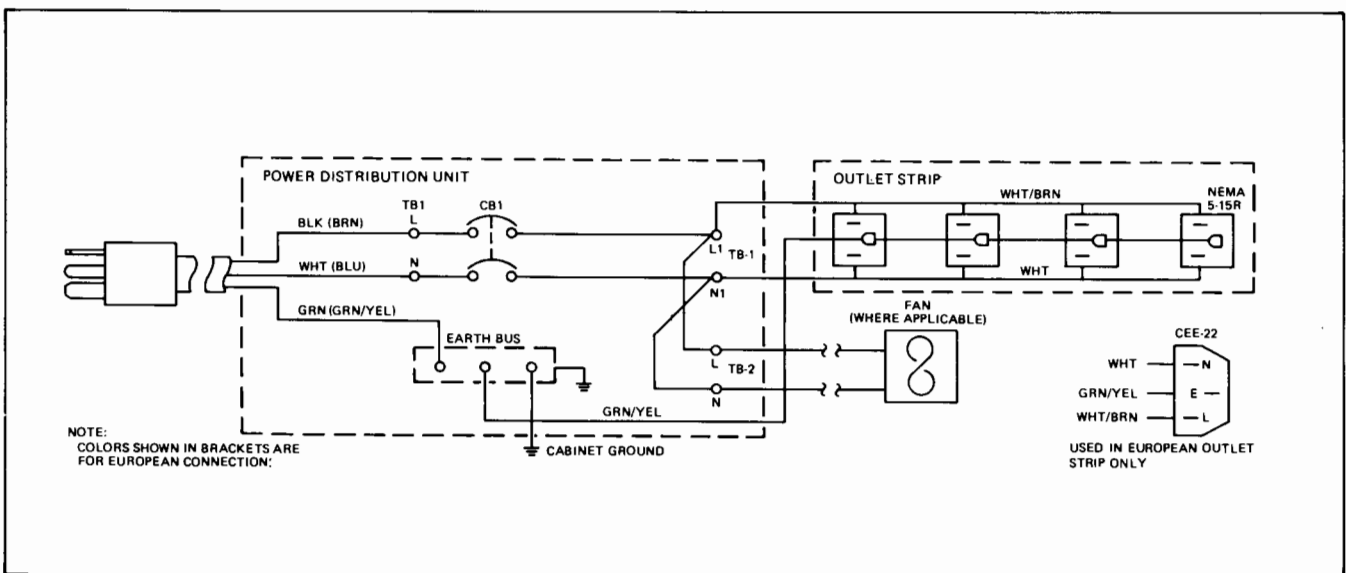 POWER DISTRIBUTION UNIT
TB1
L
CB1
BLK (BRN)
WHT (BLU)
N
GRN (GRN/YEL)
EARTH BUS
L1
TB-1
N1
L
TB-2
N
GRN/YEL
CABINET GROUND
OUTLET STRIP
WHT/BRN
NEMA
5-15R
WHT
FAN
(WHERE APPLICABLE)
CEE-22
WHT
N
GRN/YEL
E
WHT/BRN
L
USED IN EUROPEAN OUTLET
STRIP ONLY
NOTE:
COLORS SHOWN IN BRACKETS ARE
FOR EUROPEAN CONNECTION: